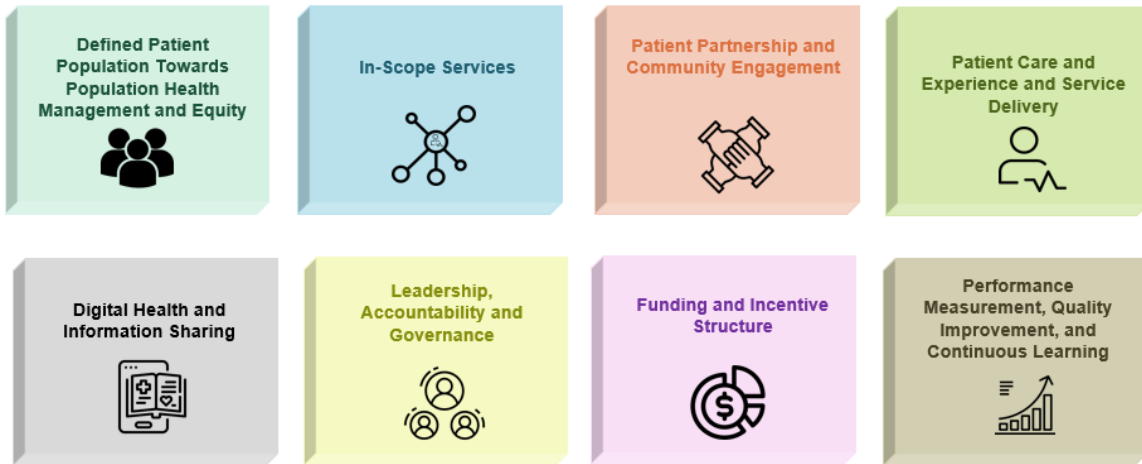 Defined Patient
Population Towards
Population Health
Management and Equity
In-Scope Services
Patient Partnership and
Community Engagement
Patient Care and
Experience and Service
Delivery
Digital Health and
Information Sharing
Leadership,
Accountability and
Governance
Funding and Incentive
Structure
$
Performance
Measurement, Quality
Improvement, and
Continuous Learning